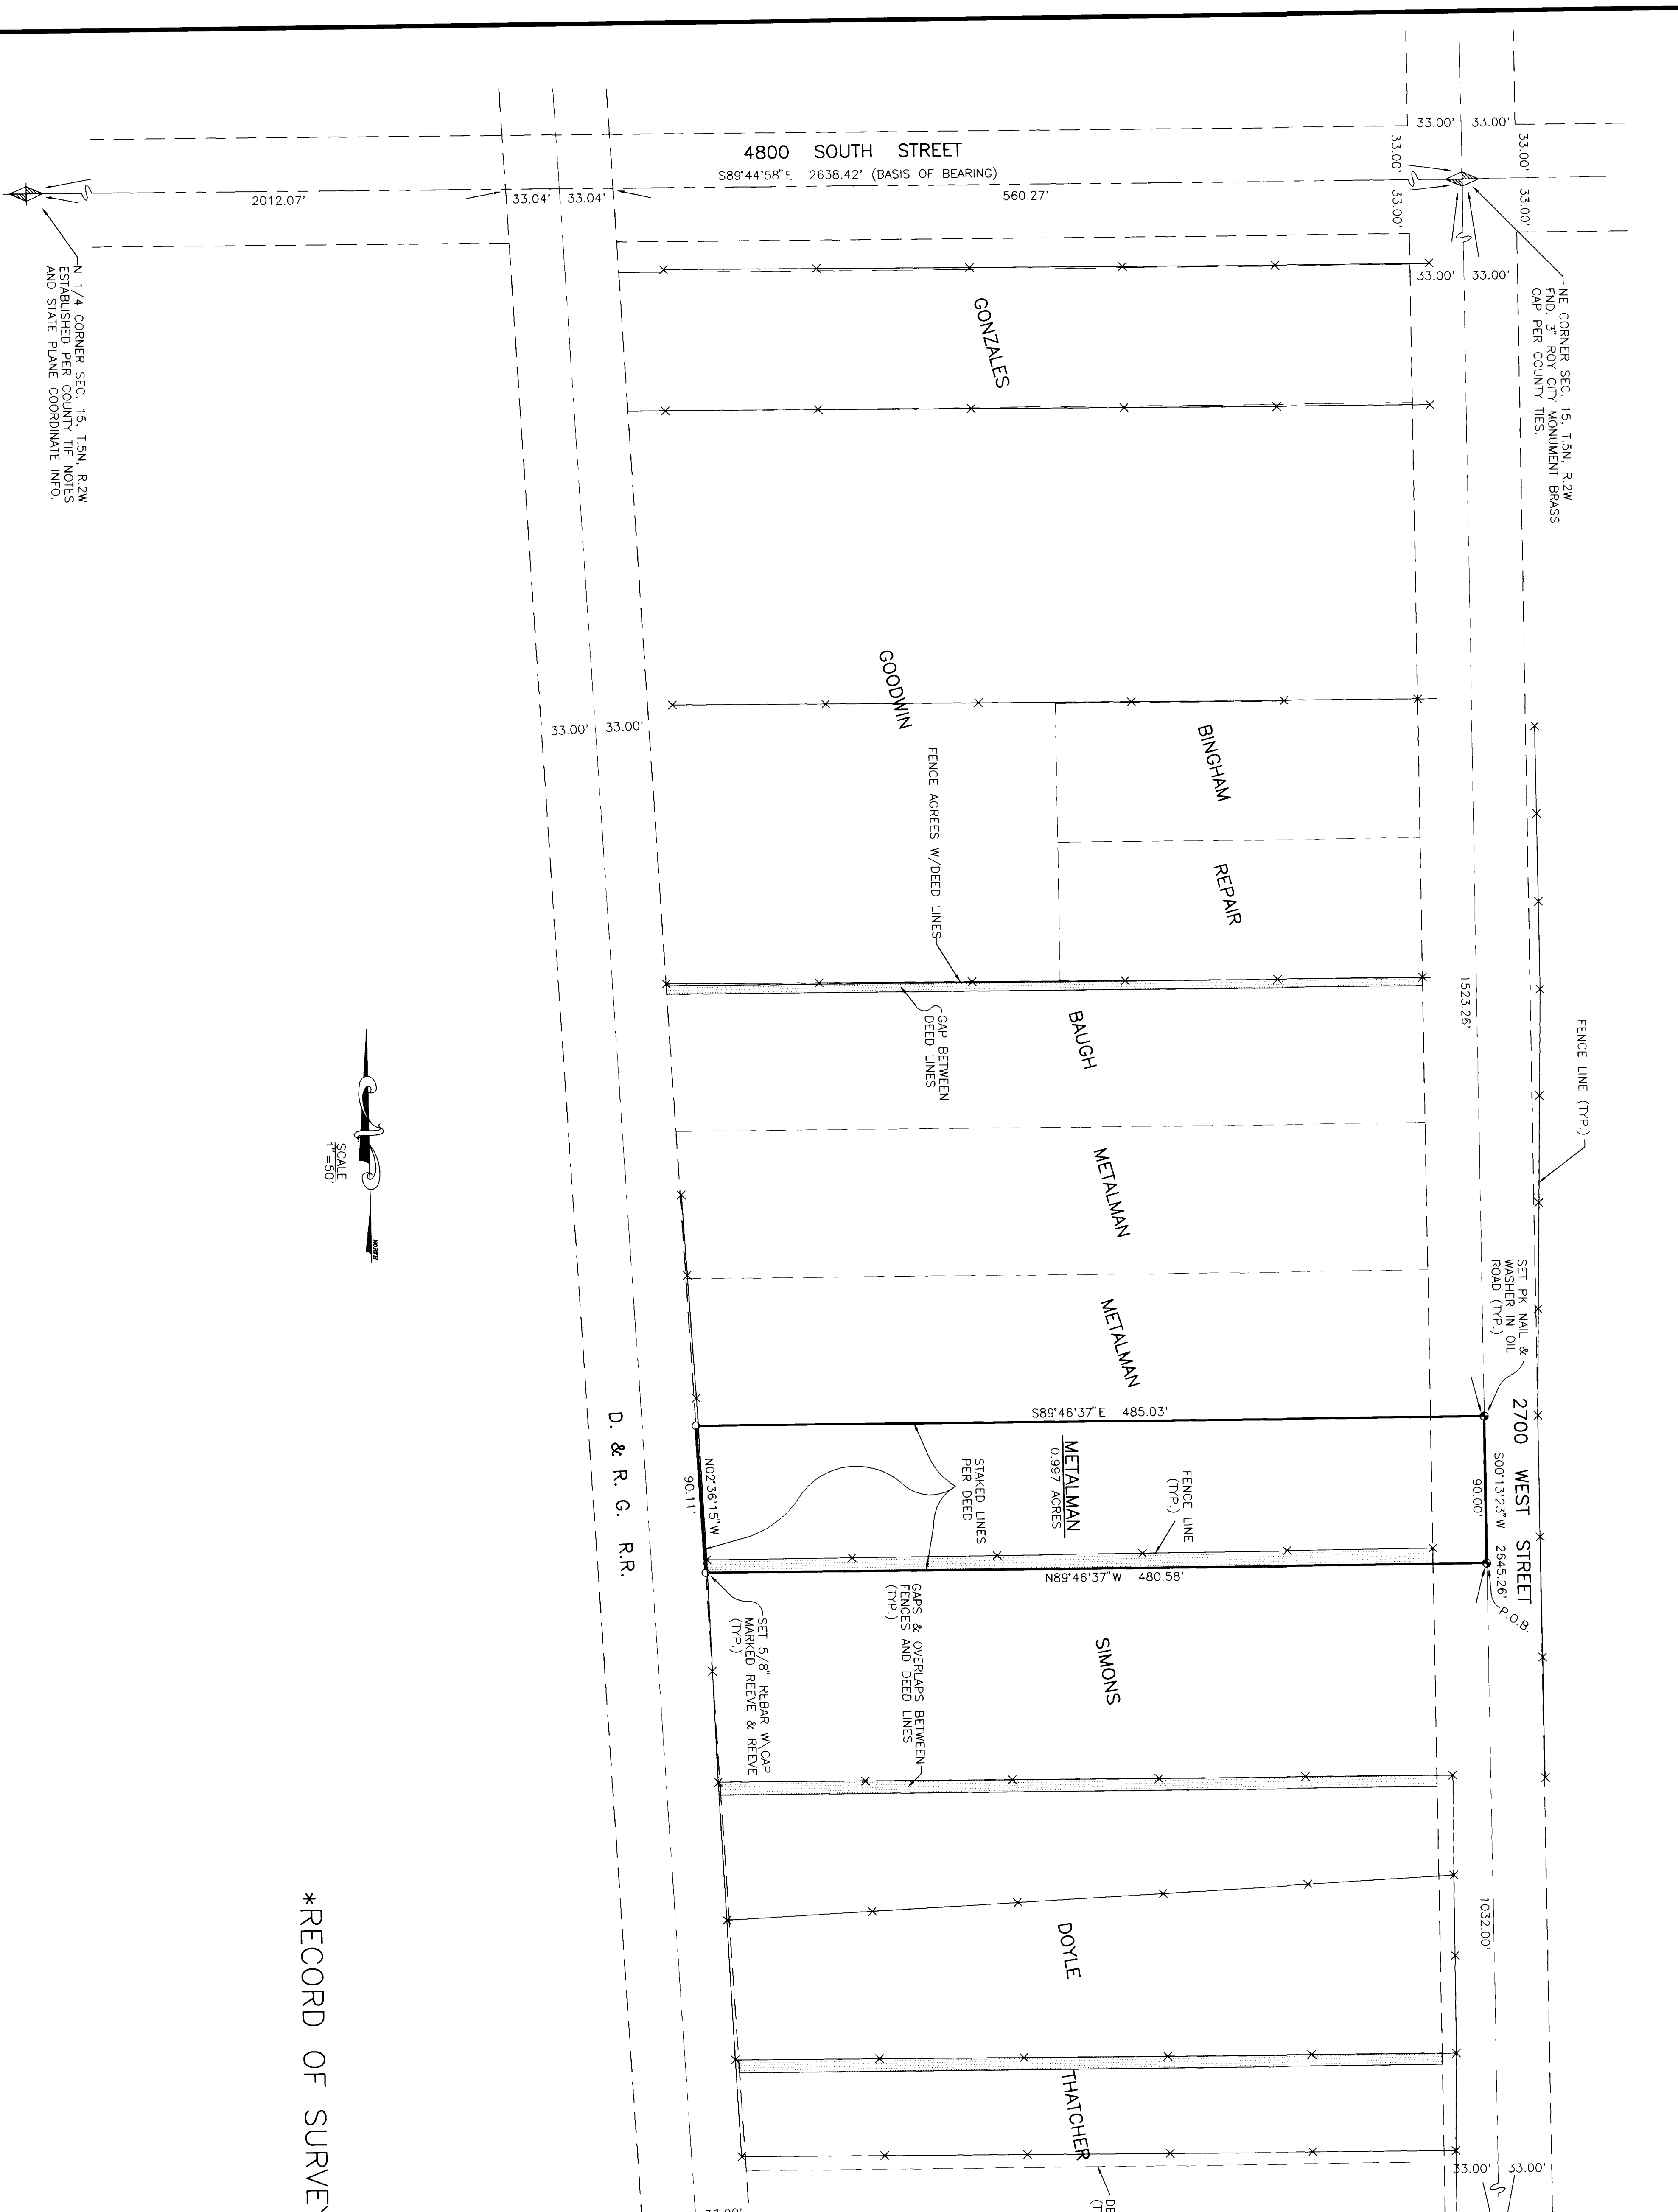 33.00' 33.00'
33.00' 33.00'
33.00' 33.00'
33.00' 33.00'
4800 SOUTH STREET
S89°44'58"E 2638.42' (BASIS OF BEARING)
2012.07'
33.04' 33.04'
560.27'
N 1/4 CORNER SEC. 15, T.5N, R.2W
ESTABLISHED PER COUNTY TIE NOTES
AND STATE PLANE COORDINATE INFO.
NE CORNER SEC. 15, T.5N, R.2W
FND. 3" ROY CITY MONUMENT BRASS
CAP PER COUNTY TIES.
GONZALES
GOODWIN
BINGHAM
REPAIR
33.00' 33.00'
FENCE AGREES W/DEED LINES
GAP BETWEEN
DEED LINES
BAUGH
1523.26'
FENCE LINE (TYP.)
METALMAN
METALMAN
SCALE
1"=50'
NORTH
SET PK NAIL &
WASHER IN OIL
ROAD (TYP.)
2700 WEST STREET
S00°13'23"W 2645.26'
90.00'
P.O.B.
S89°46'37"E 485.03'
METALMAN
0.997 ACRES
FENCE LINE
(TYP.)
STAKED LINES
PER DEED
N02°36'15"W
90.11'
N89°46'37"W 480.58'
D. & R. G. R.R.
SET 5/8" REBAR W\CAP
MARKED REEVE & REEVE
(TYP.)
GAPS & OVERLAPS BETWEEN
FENCES AND DEED LINES
(TYP.)
SIMONS
DOYLE
1032.00'
THATCHER
33.00' 33.00'
*RECORD OF SURVEY